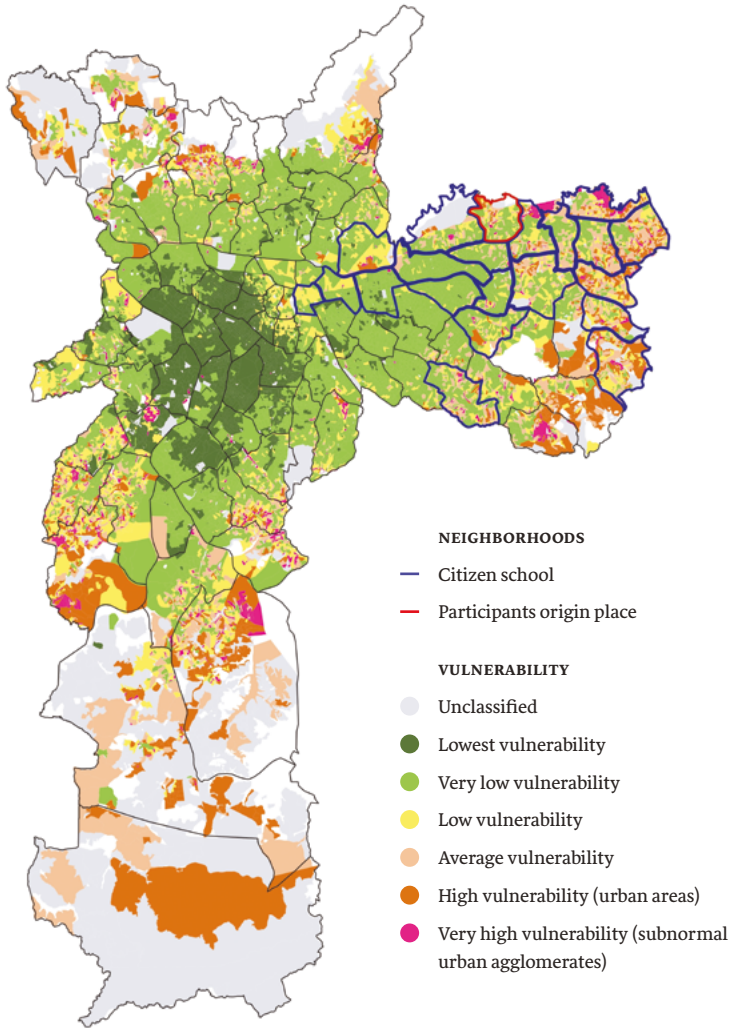 NEIGHBORHOODS
Citizen school
Participants origin place
VULNERABILITY
Unclassified
Lowest vulnerability
Very low vulnerability
Low vulnerability
Average vulnerability
High vulnerability (urban areas)
Very high vulnerability (subnormal
urban agglomerates)